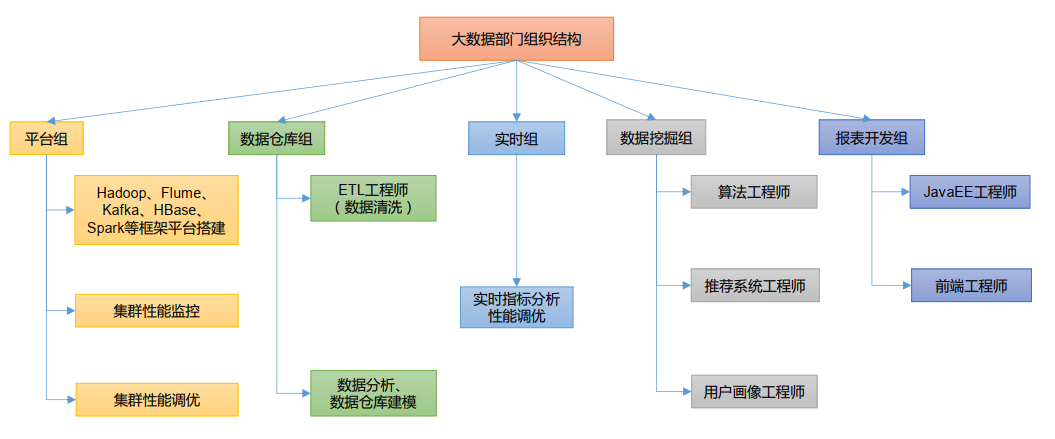 大数据部门组织结构
平台组
数据仓库组
实时组
数据挖掘组
报表开发组
Hadoop、Flume、
Kafka、HBase、
Spark等框架平台搭建
集群性能监控
集群性能调优
ETL工程师
（数据清洗）
数据分析、
数据仓库建模
实时指标分析
性能调优
算法工程师
推荐系统工程师
用户画像工程师
JavaEE工程师
前端工程师